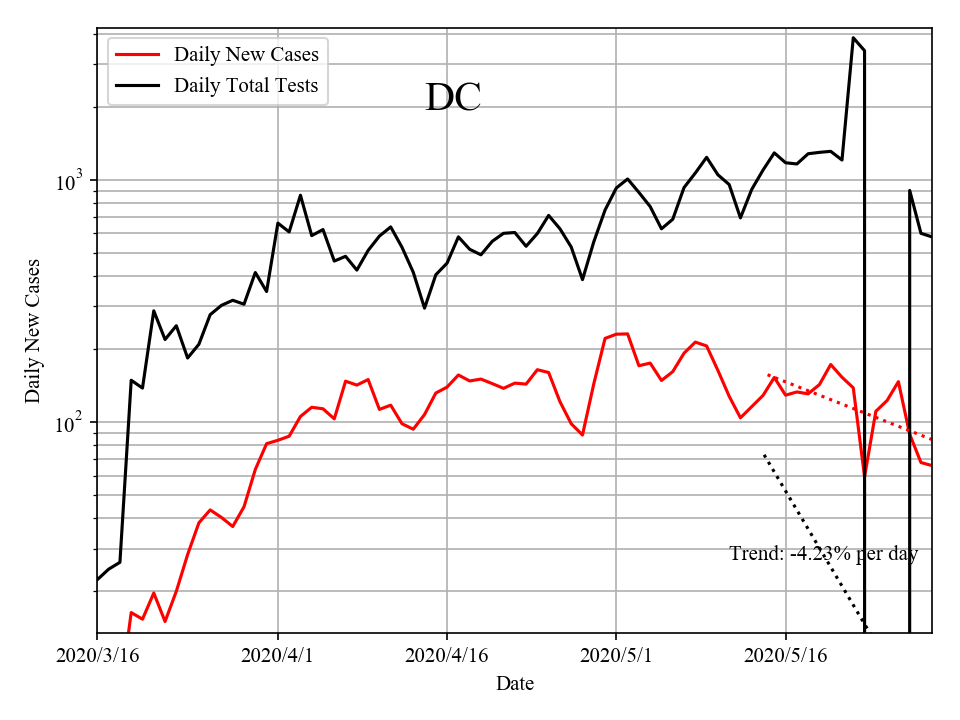 Daily New Cases
Daily Total Tests
DC
10³
10²
Daily New Cases
Trend: -4.23% per day
2020/3/16
2020/4/1
2020/4/16
2020/5/1
2020/5/16
Date